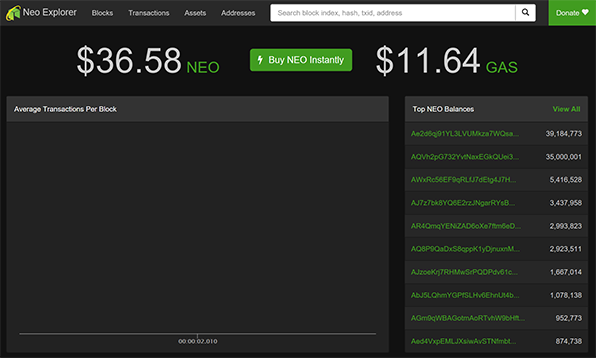 Neo Explorer Blocks Transactions Assets Addresses Search block index, hash, txid, address Donate
$36.58 NEO Buy NEO Instantly $11.64 GAS
Average Transactions Per Block
00:00:02.010
Top NEO Balances View All
Ae2d6qj91YL3LVUMkza7WQsa... 39,184,773
AQVh2pG732YvtNaxEGkQUei3... 35,000,001
AWxRc56EF9qRLfJ7dEtg4J7H... 5,416,528
AJ7z7bk8YQ6E2rzJNgarRYsB... 3,437,958
AR4QmqYENiZAD6oXe7ftm6eD... 2,993,823
AQ8P9QaDxS8qppK1yDjnuxnM... 2,923,511
AJzoeKrj7RHMwSrPQDPdv61c... 1,667,014
AbJ5LQhmYGPfSLHv6EhnUt4b... 1,078,138
AGm9qWBAGotmAoRTvhW9bHfl... 952,773
Aed4VxpEMLJXsiwAvSTNfmbt... 874,738